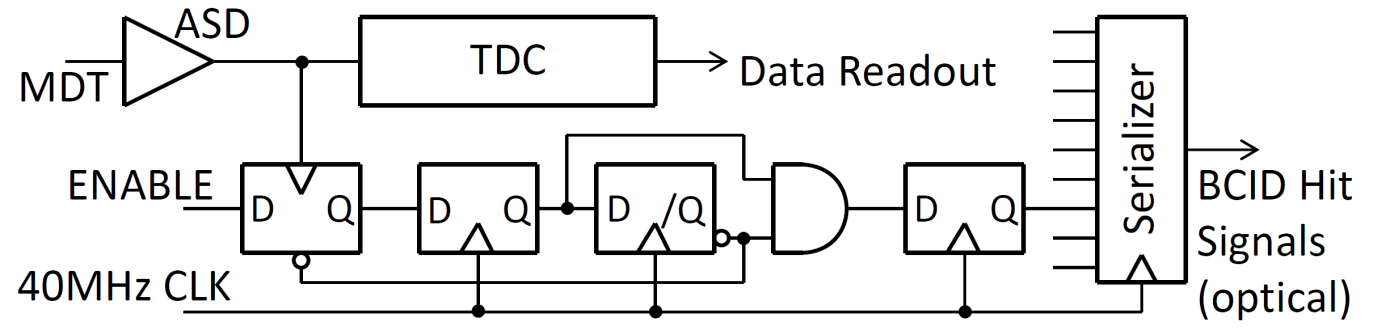 ASD
MDT
TDC
Data Readout
ENABLE
D Q
D Q
D /Q
D Q
Serializer
BCID Hit
Signals
(optical)
40MHz CLK